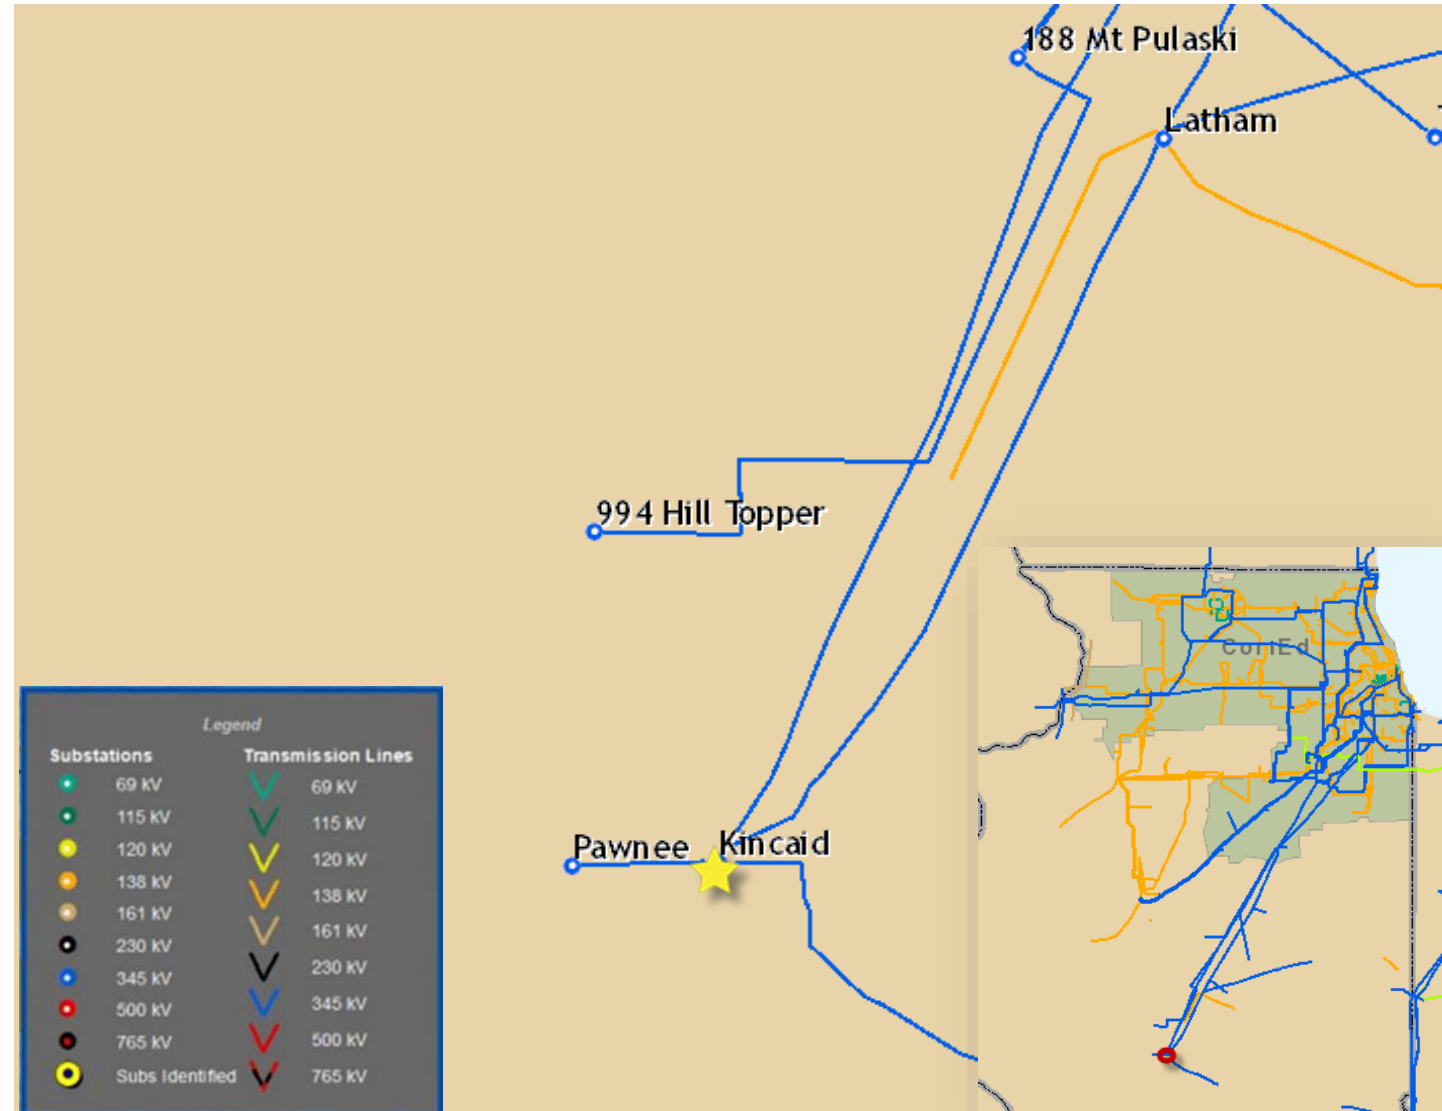 188 Mt Pulaski
Latham
994 Hill Topper
Pawnee
Kincaid
ComEd
Legend
Substations Transmission Lines
69 kV 69 kV
115 kV 115 kV
120 kV 120 kV
138 kV 138 kV
161 kV 161 kV
230 kV 230 kV
345 kV 345 kV
500 kV 500 kV
765 kV 765 kV
Subs Identified